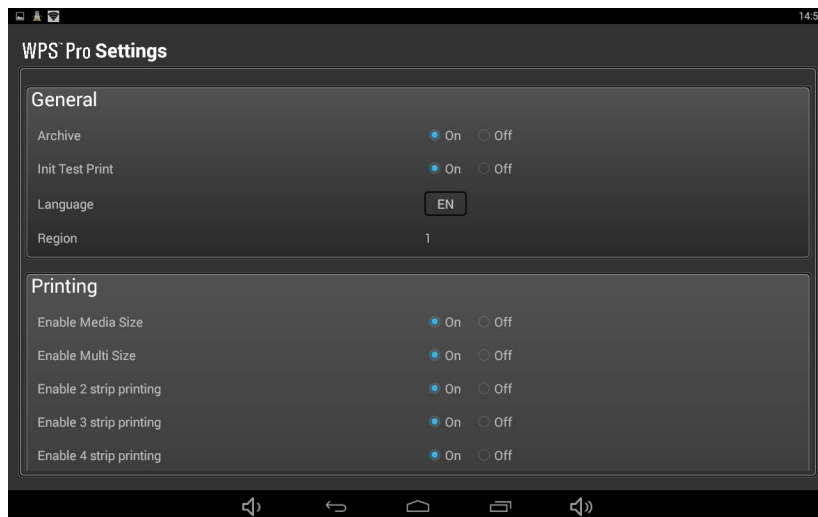 14:5
WPS™Pro Settings
General
Archive On Off
Init Test Print On Off
Language EN
Region 1
Printing
Enable Media Size On Off
Enable Multi Size On Off
Enable 2 strip printing On Off
Enable 3 strip printing On Off
Enable 4 strip printing On Off